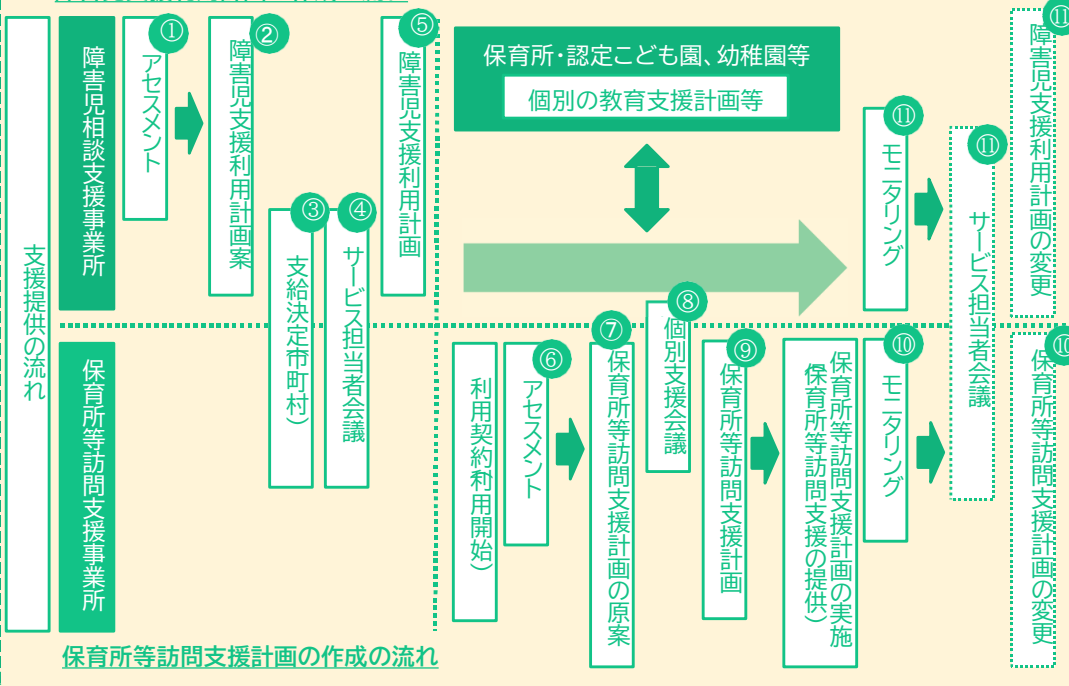 支援提供の流れ
障害児相談支援事業所
①
アセスメント
②
障害児支援利用計画案
③
支給決定市町村）
④
サービス担当者会議
⑤
障害児支援利用計画
保育所・認定こども園、幼稚園等
個別の教育支援計画等
⑪
モニタリング
⑪
サービス担当者会議
⑪
障害児支援利用計画の変更
保育所等訪問支援事業所
利用契約利用開始）
⑥
アセスメント
⑦
保育所等訪問支援計画の原案
⑧
個別支援会議
⑨
保育所等訪問支援計画
保育所等訪問支援計画の実施
保育所等訪問支援の提供）
⑩
モニタリング
⑩
保育所等訪問支援計画の変更
保育所等訪問支援計画の作成の流れ